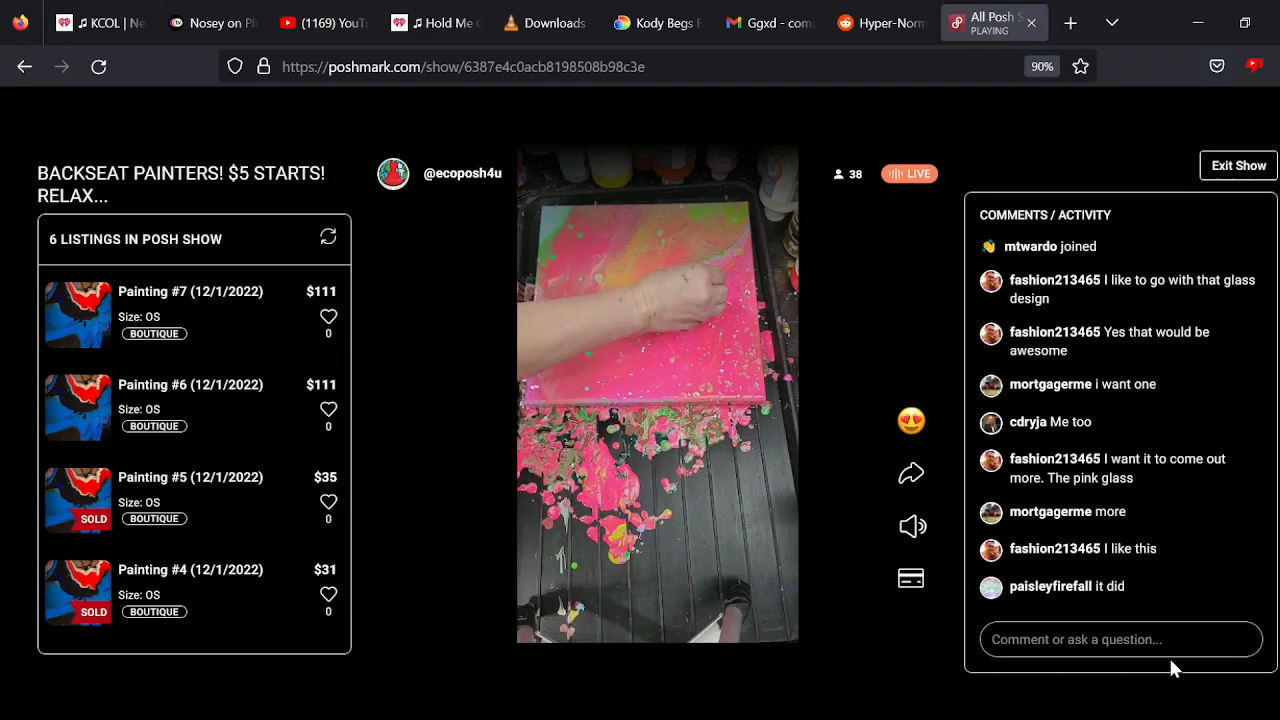 KCOL | Ne
Nosey on Pl
(1169) YouT
Hold Me C
Downloads
Kody Begs F
Ggxd - com
Hyper-Norm
All Posh S
PLAYING
https://poshmark.com/show/6387e4c0acb8198508b98c3e
90%
BACKSEAT PAINTERS! $5 STARTS!
RELAX...
@ecoposh4u
38
LIVE
Exit Show
6 LISTINGS IN POSH SHOW
Painting #7 (12/1/2022) $111
Size: OS
BOUTIQUE
0
Painting #6 (12/1/2022) $111
Size: OS
BOUTIQUE
0
Painting #5 (12/1/2022) $35
Size: OS
BOUTIQUE
SOLD
0
Painting #4 (12/1/2022) $31
Size: OS
BOUTIQUE
SOLD
0
COMMENTS / ACTIVITY
mtwardo joined
fashion213465 I like to go with that glass
design
fashion213465 Yes that would be
awesome
mortgagerme i want one
cdryja Me too
fashion213465 I want it to come out
more. The pink glass
mortgagerme more
fashion213465 I like this
paisleyfirefall it did
Comment or ask a question...